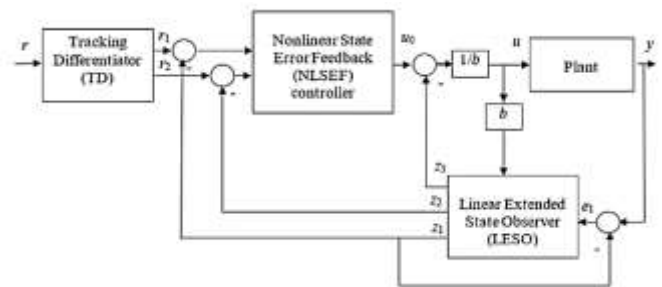 r
Tracking
Differentiator
(TD)
r₁
r₂
-
-
Nonlinear State
Error Feedback
(NLSEF)
controller
u₀
-
1/b
u
Plant
y
b
z₃
z₂
z₁
Linear Extended
State Observer
(LESO)
e₁
-